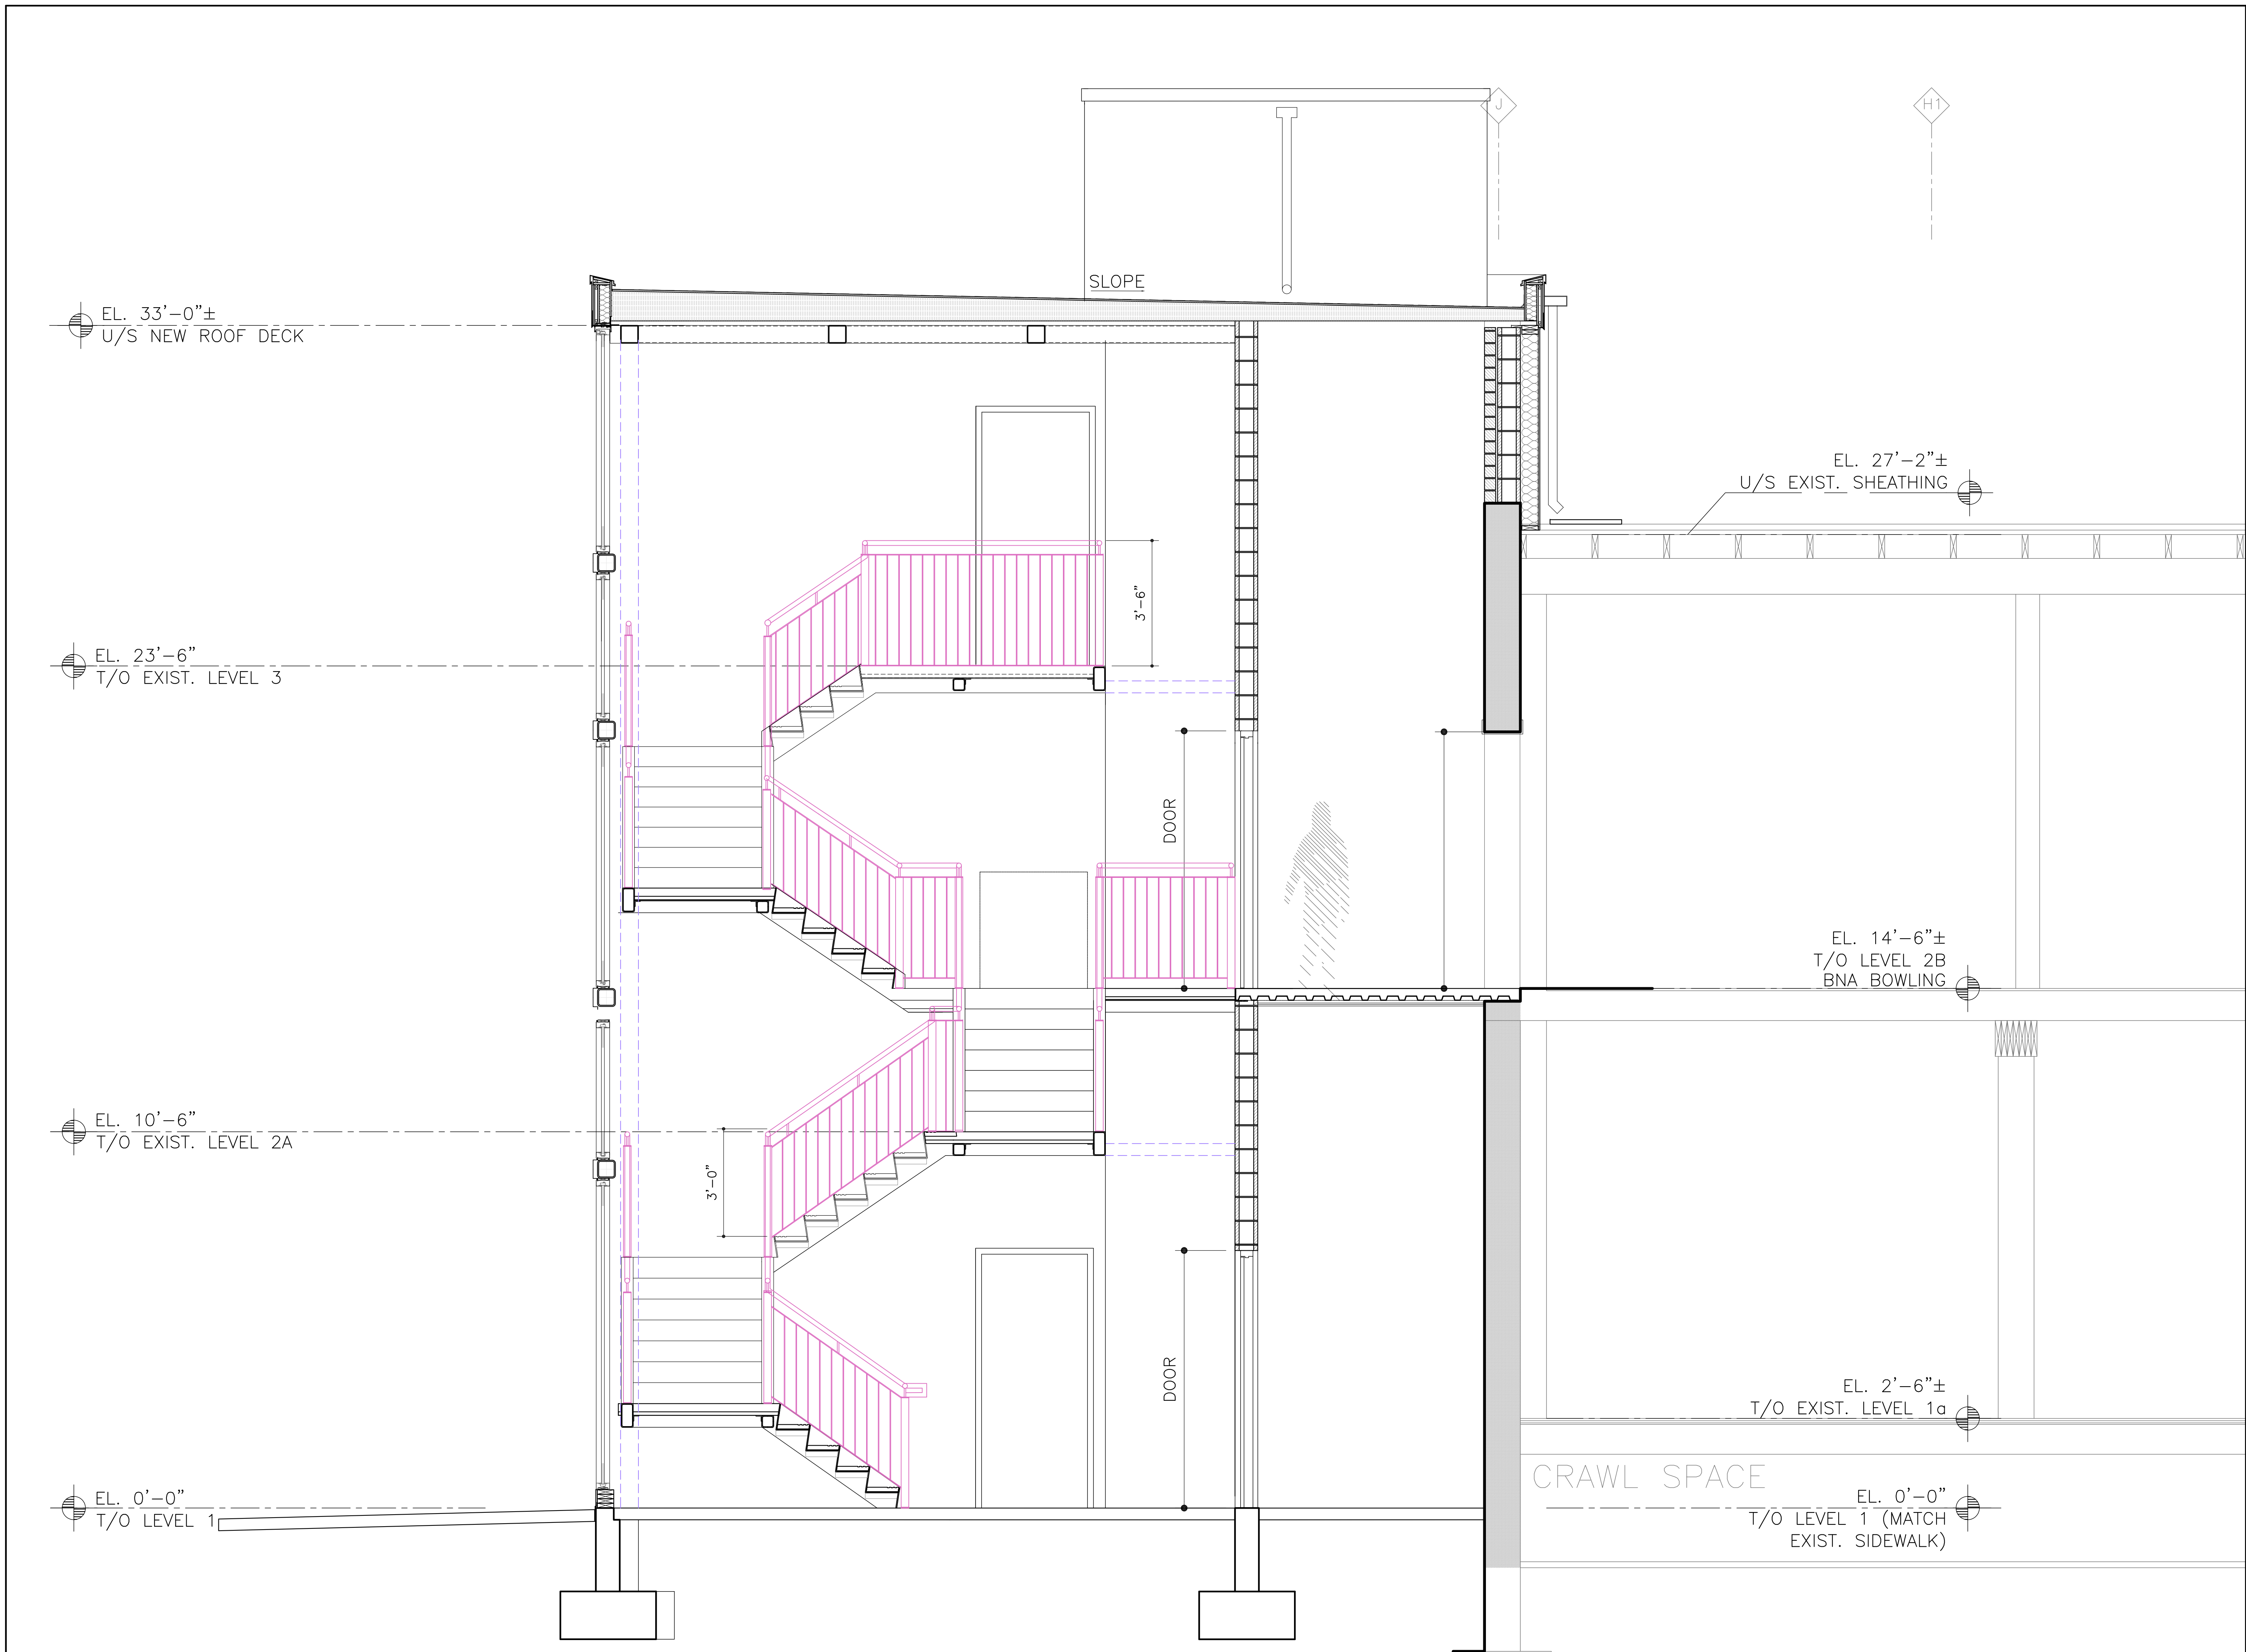 J
H1
SLOPE
EL. 33'-0"±
U/S NEW ROOF DECK
EL. 27'-2"±
U/S EXIST. SHEATHING
3'-6"
EL. 23'-6"
T/O EXIST. LEVEL 3
DOOR
EL. 14'-6"±
T/O LEVEL 2B
BNA BOWLING
EL. 10'-6"
T/O EXIST. LEVEL 2A
3'-0"
DOOR
EL. 2'-6"±
T/O EXIST. LEVEL 1a
CRAWL SPACE
EL. 0'-0"
T/O LEVEL 1
EL. 0'-0"
T/O LEVEL 1 (MATCH
EXIST. SIDEWALK)